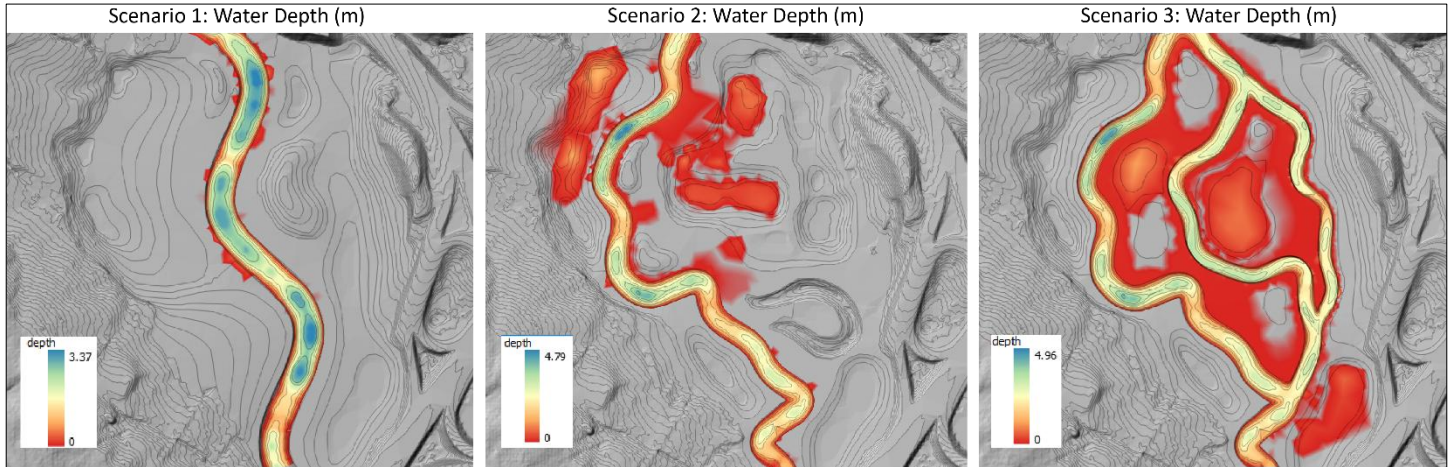 Scenario 1: Water Depth (m)
Scenario 2: Water Depth (m)
Scenario 3: Water Depth (m)
depth
3.37
0
depth
4.79
0
depth
4.96
0